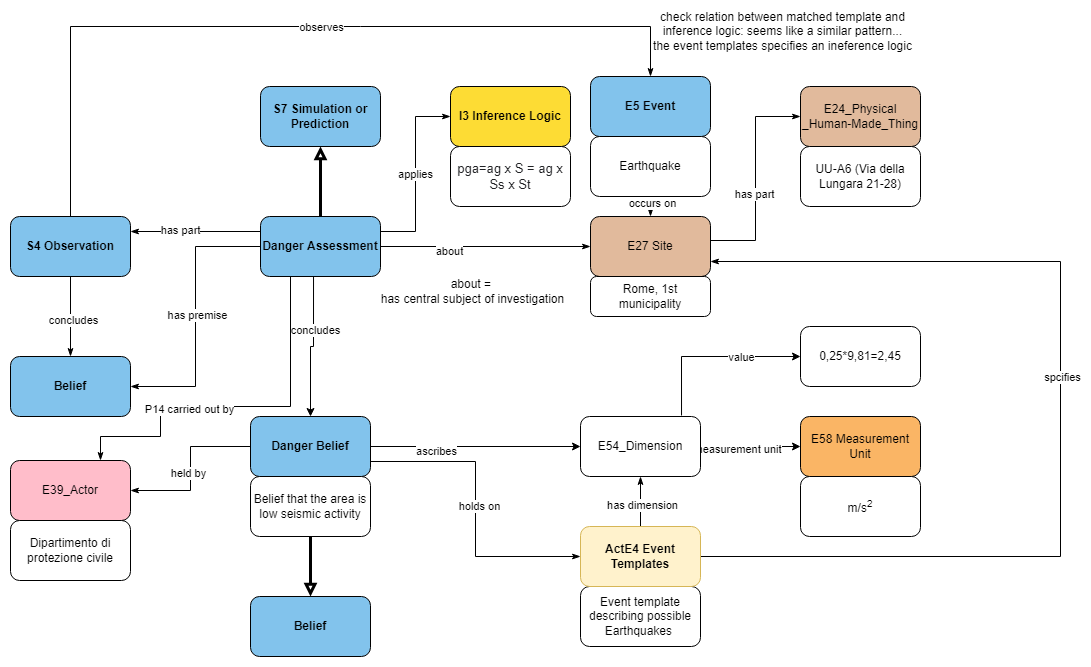 observes
check relation between matched template and
inference logic: seems like a similar pattern...
the event templates specifies an ineference logic
S7 Simulation or
Prediction
I3 Inference Logic
pga=ag x S = ag x
Ss x St
E5 Event
Earthquake
E24_Physical
_Human-Made_Thing
UU-A6 (Via della
Lungara 21-28)
applies
has part
occurs on
S4 Observation
has part
Danger Assessment
about
E27 Site
Rome, 1st
municipality
about =
has central subject of investigation
concludes
has premise
concludes
Belief
P14 carried out by
value
0,25*9,81=2,45
spcifies
Danger Belief
Belief that the area is
low seismic activity
ascribes
E54_Dimension
measurement unit
E58 Measurement
Unit
m/s2
held by
E39_Actor
Dipartimento di
protezione civile
holds on
has dimension
ActE4 Event
Templates
Event template
describing possible
Earthquakes
Belief